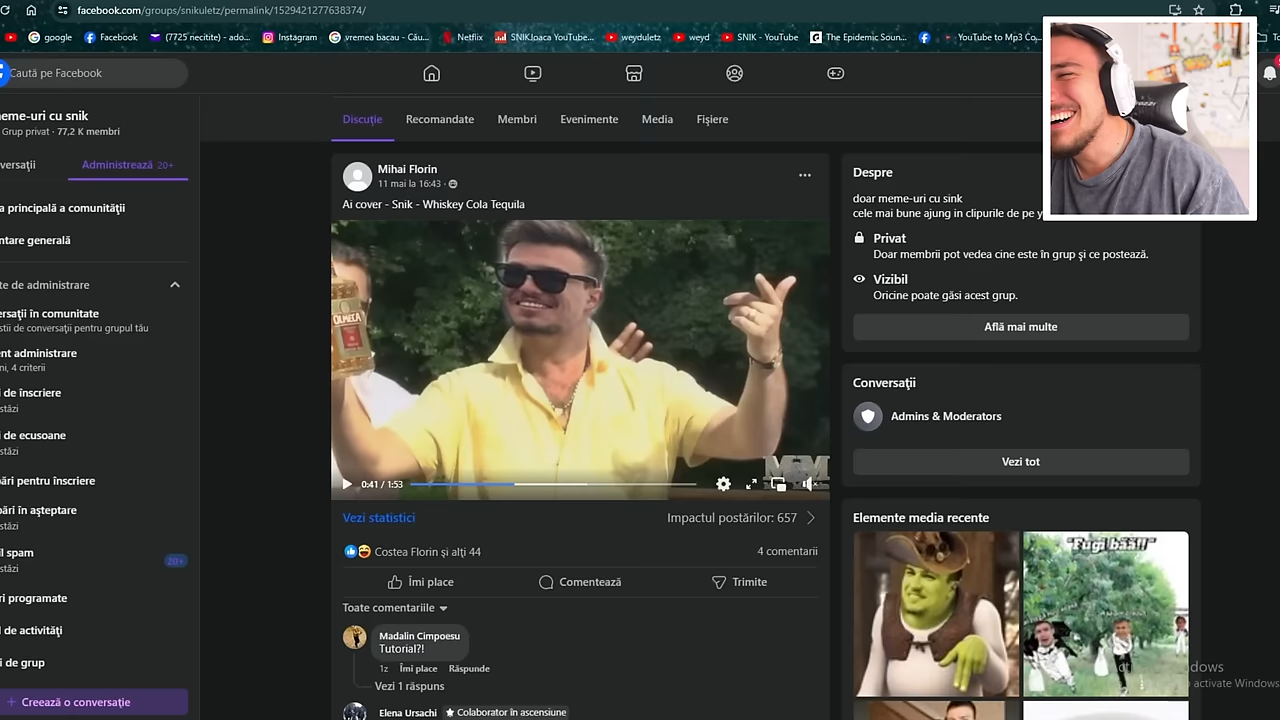 facebook.com/groups/snikuletz/permalink/1529421277638374/
google
Facebook
(7725 necitite) - ado...
Instagram
vremea bacau - Cău...
Netflix
SNIKJoaca YouTube...
weyduletz
weyd
SNIK - YouTube
The Epidemic Soun...
YouTube to Mp3 Co...
Caută pe Facebook
meme-uri cu snik
Grup privat · 77,2 K membri
Administrează 20+
Discuție
Recomandate
Membri
Evenimente
Media
Fișiere
a principală a comunității
ntare generală
te de administrare
ersații în comunitate
stii de conversații pentru grupul tău
nt administrare
ni, 4 criterii
i de înscriere
stăzi
i de ecusoane
stăzi
bări pentru înscriere
ări în așteptare
stăzi
il spam
stăzi
20+
ri programate
l de activități
i de grup
+ Creează o conversație
Mihai Florin
11 mai la 16:43
Ai cover - Snik - Whiskey Cola Tequila
OLMECA
0:41 / 1:53
Vezi statistici
Impactul postărilor: 657
Costea Florin și alți 44
4 comentarii
Îmi place
Comentează
Trimite
Toate comentariile
Madalin Cimpoesu
Tutorial?!
1z Îmi place Răspunde
Vezi 1 răspuns
Elena Ursachi Colaborator în ascensiune
Despre
doar meme-uri cu snik
cele mai bune ajung in clipurile de pe y
Privat
Doar membrii pot vedea cine este în grup și ce postează.
Vizibil
Oricine poate găsi acest grup.
Află mai multe
Conversații
Admins & Moderators
Vezi tot
Elemente media recente
"Fugi băă!!"
activate Windows